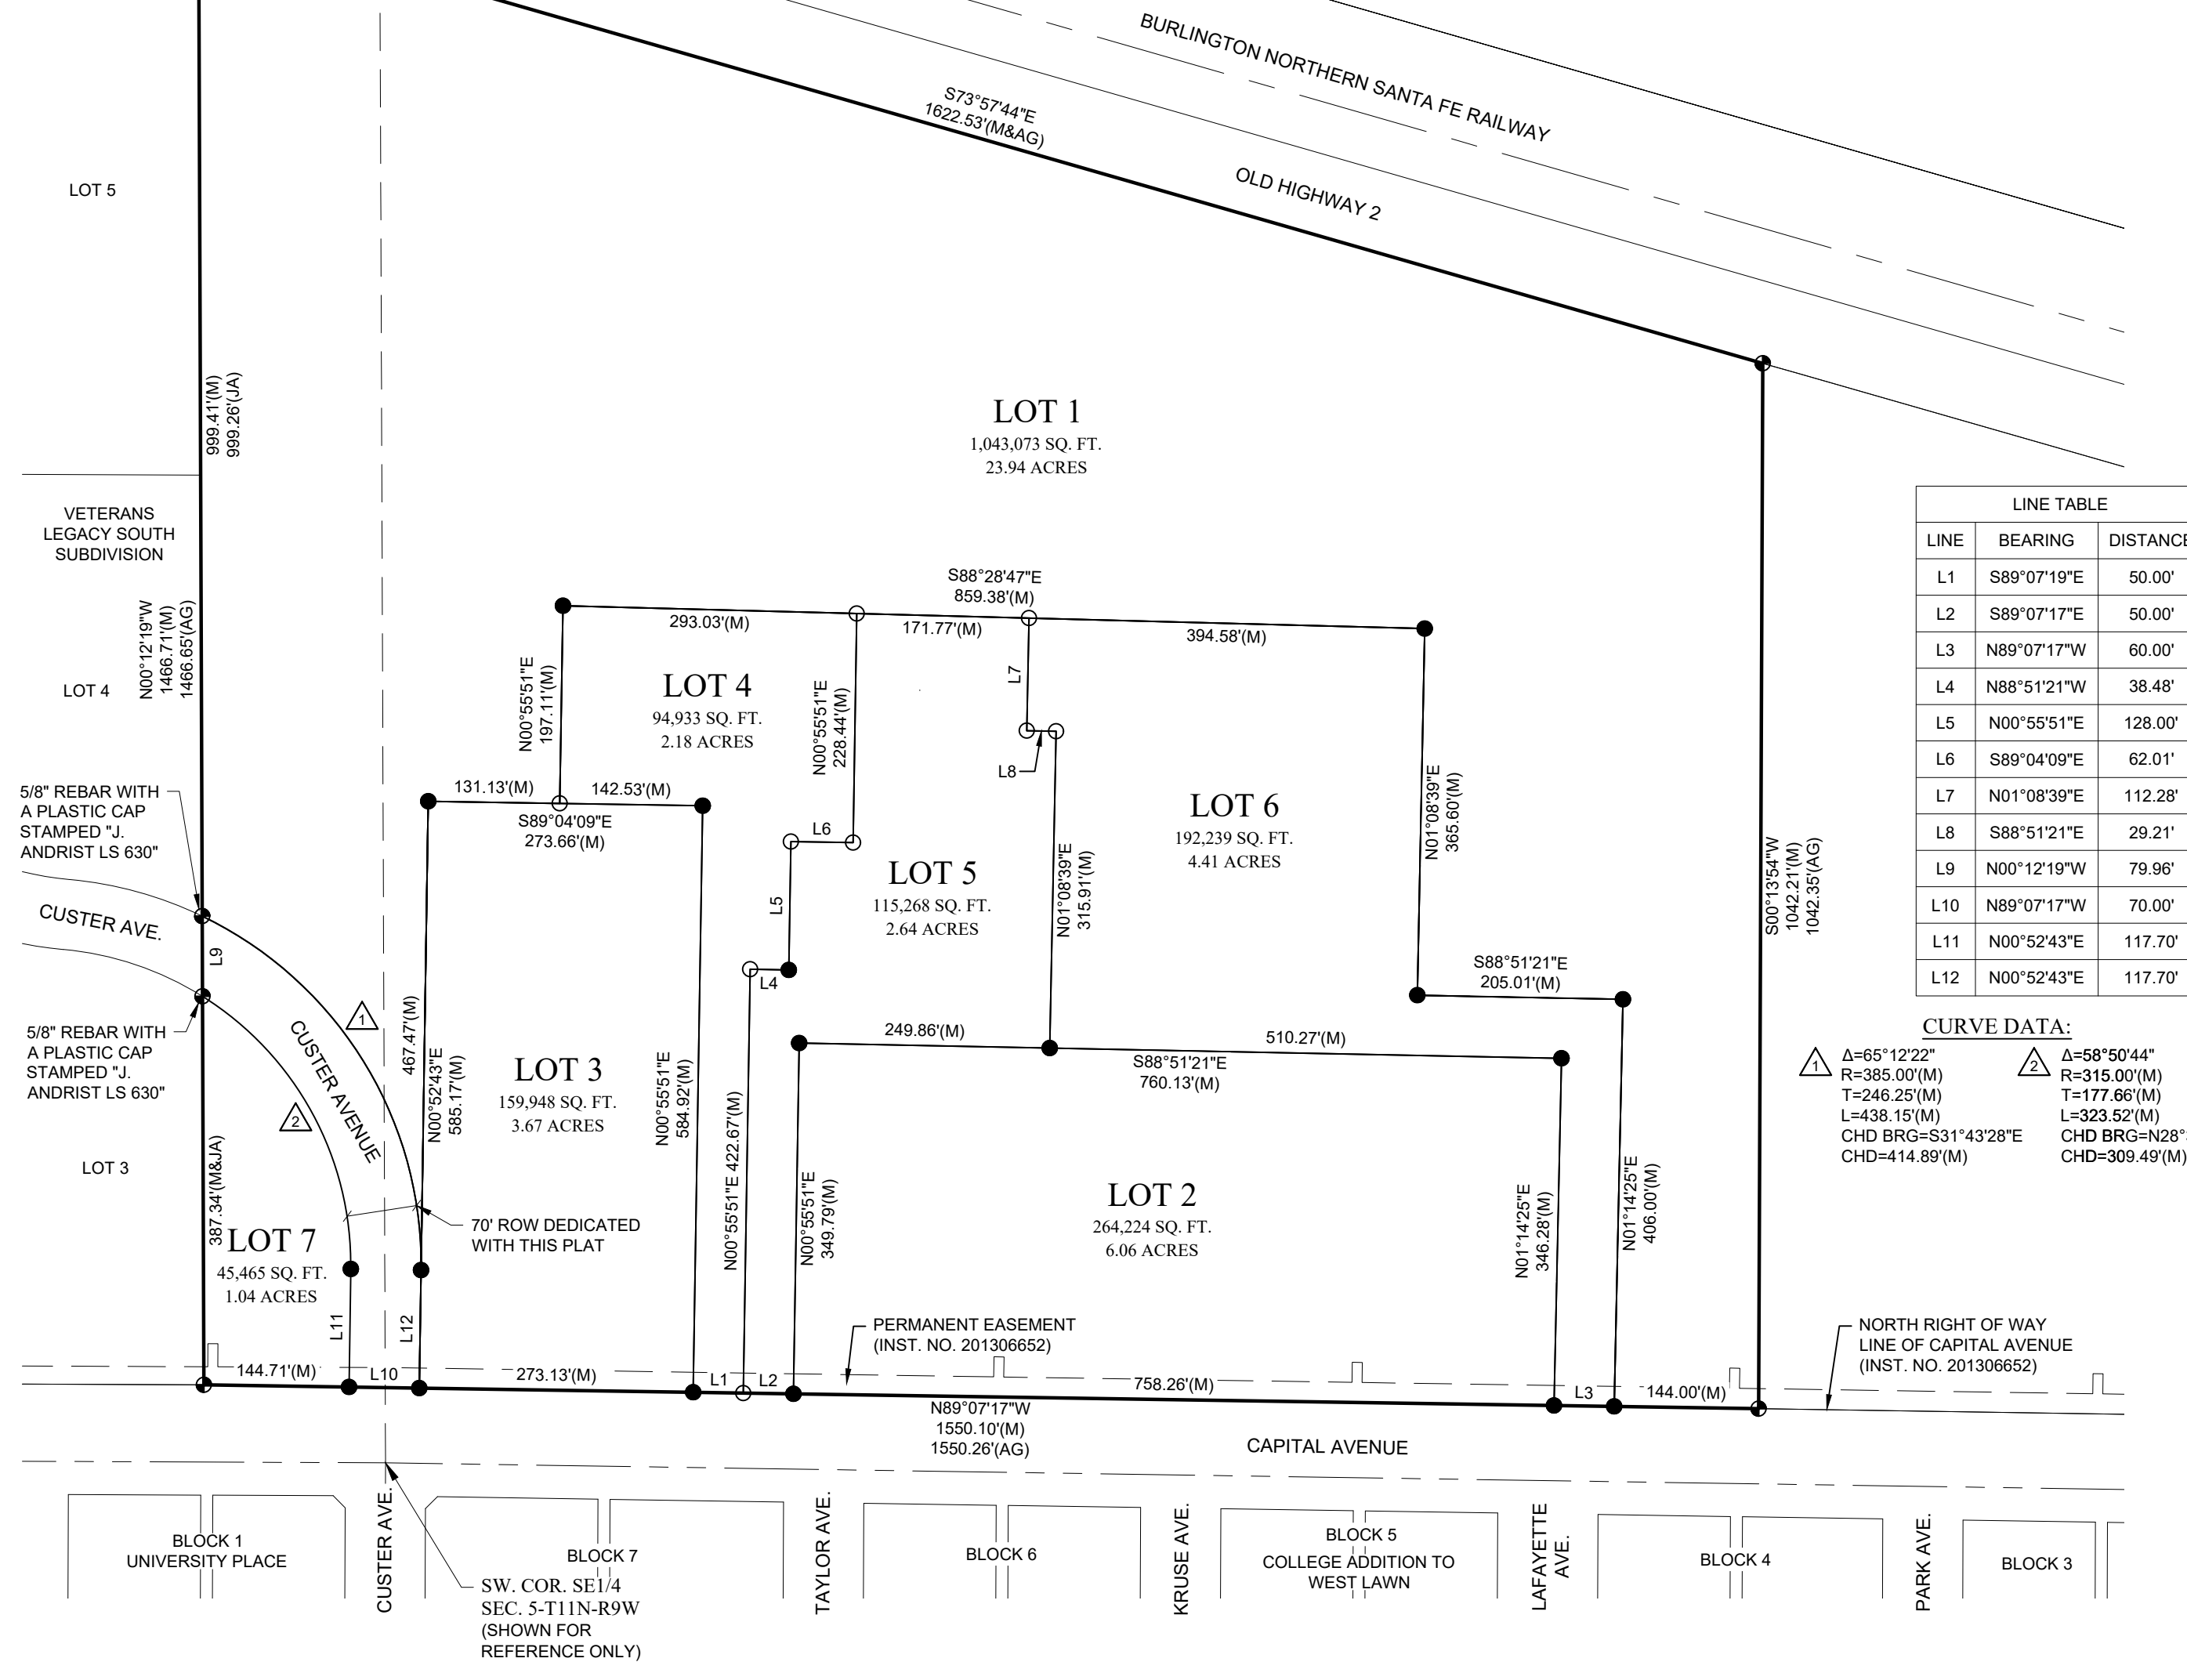 BURLINGTON NORTHERN SANTA FE RAILWAY
S73°57'44"E
1622.53'(M&AG)
OLD HIGHWAY 2
LOT 5
999.41'(M)
999.26'(JA)
LOT 1
1,043,073 SQ. FT.
23.94 ACRES
VETERANS
LEGACY SOUTH
SUBDIVISION
N00°12'19"W
1466.71'(M)
1466.65'(AG)
LOT 4
S88°28'47"E
859.38'(M)
293.03'(M)
171.77'(M)
394.58'(M)
N00°55'51"E
197.11'(M)
LOT 4
94,933 SQ. FT.
2.18 ACRES
N00°55'51"E
228.44'(M)
L7
L8
LOT 6
192,239 SQ. FT.
4.41 ACRES
N01°08'39"E
365.60'(M)
S00°13'54"W
1042.21'(M)
1042.35'(AG)
131.13'(M)
142.53'(M)
S89°04'09"E
273.66'(M)
L6
LOT 5
115,268 SQ. FT.
2.64 ACRES
L5
L4
N01°08'39"E
315.91'(M)
5/8" REBAR WITH
A PLASTIC CAP
STAMPED "J.
ANDRIST LS 630"
CUSTER AVE.
L9
5/8" REBAR WITH
A PLASTIC CAP
STAMPED "J.
ANDRIST LS 630"
1
2
CUSTER AVENUE
467.47'(M)
N00°52'43"E
585.17'(M)
LOT 3
159,948 SQ. FT.
3.67 ACRES
N00°55'51"E
584.92'(M)
N00°55'51"E 422.67'(M)
N00°55'51"E
349.79'(M)
249.86'(M)
510.27'(M)
S88°51'21"E
760.13'(M)
S88°51'21"E
205.01'(M)
LOT 2
264,224 SQ. FT.
6.06 ACRES
N01°14'25"E
346.28'(M)
N01°14'25"E
406.00'(M)
LOT 3
387.34'(M&JA)
LOT 7
45,465 SQ. FT.
1.04 ACRES
70' ROW DEDICATED
WITH THIS PLAT
L11
L12
PERMANENT EASEMENT
(INST. NO. 201306652)
NORTH RIGHT OF WAY
LINE OF CAPITAL AVENUE
(INST. NO. 201306652)
144.71'(M)
L10
273.13'(M)
L1
L2
758.26'(M)
L3
144.00'(M)
N89°07'17"W
1550.10'(M)
1550.26'(AG)
CAPITAL AVENUE
BLOCK 1
UNIVERSITY PLACE
CUSTER AVE.
BLOCK 7
TAYLOR AVE.
BLOCK 6
KRUSE AVE.
BLOCK 5
COLLEGE ADDITION TO
WEST LAWN
LAFAYETTE
AVE.
BLOCK 4
PARK AVE.
BLOCK 3
SW. COR. SE1/4
SEC. 5-T11N-R9W
(SHOWN FOR
REFERENCE ONLY)
LINE TABLE
LINE BEARING DISTANCE
L1 S89°07'19"E 50.00'
L2 S89°07'17"E 50.00'
L3 N89°07'17"W 60.00'
L4 N88°51'21"W 38.48'
L5 N00°55'51"E 128.00'
L6 S89°04'09"E 62.01'
L7 N01°08'39"E 112.28'
L8 S88°51'21"E 29.21'
L9 N00°12'19"W 79.96'
L10 N89°07'17"W 70.00'
L11 N00°52'43"E 117.70'
L12 N00°52'43"E 117.70'
CURVE DATA:
1
Δ=65°12'22"
R=385.00'(M)
T=246.25'(M)
L=438.15'(M)
CHD BRG=S31°43'28"E
CHD=414.89'(M)
2
Δ=58°50'44"
R=315.00'(M)
T=177.66'(M)
L=323.52'(M)
CHD BRG=N28°
CHD=309.49'(M)